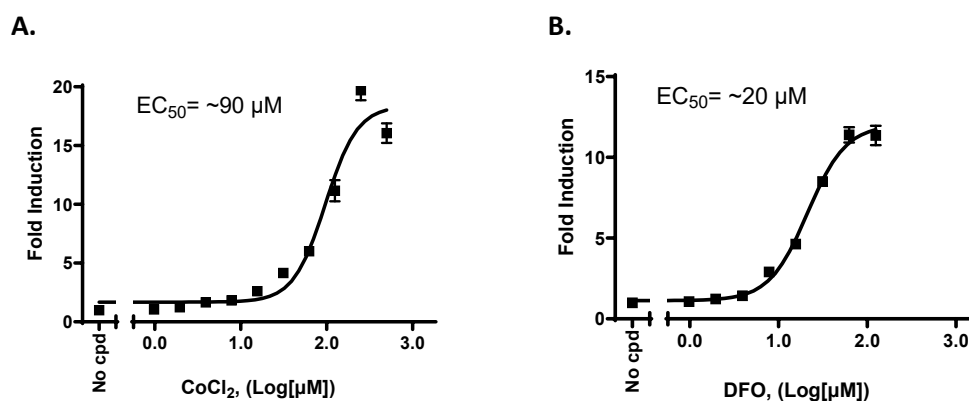 A.
EC50= ~90 µM
Fold Induction
20
15
10
5
0
No cpd
0.0 1.0 2.0 3.0
CoCl2, (Log[µM])
B.
EC50= ~20 µM
Fold Induction
15
10
5
0
No cpd
0.0 1.0 2.0 3.0
DFO, (Log[µM])